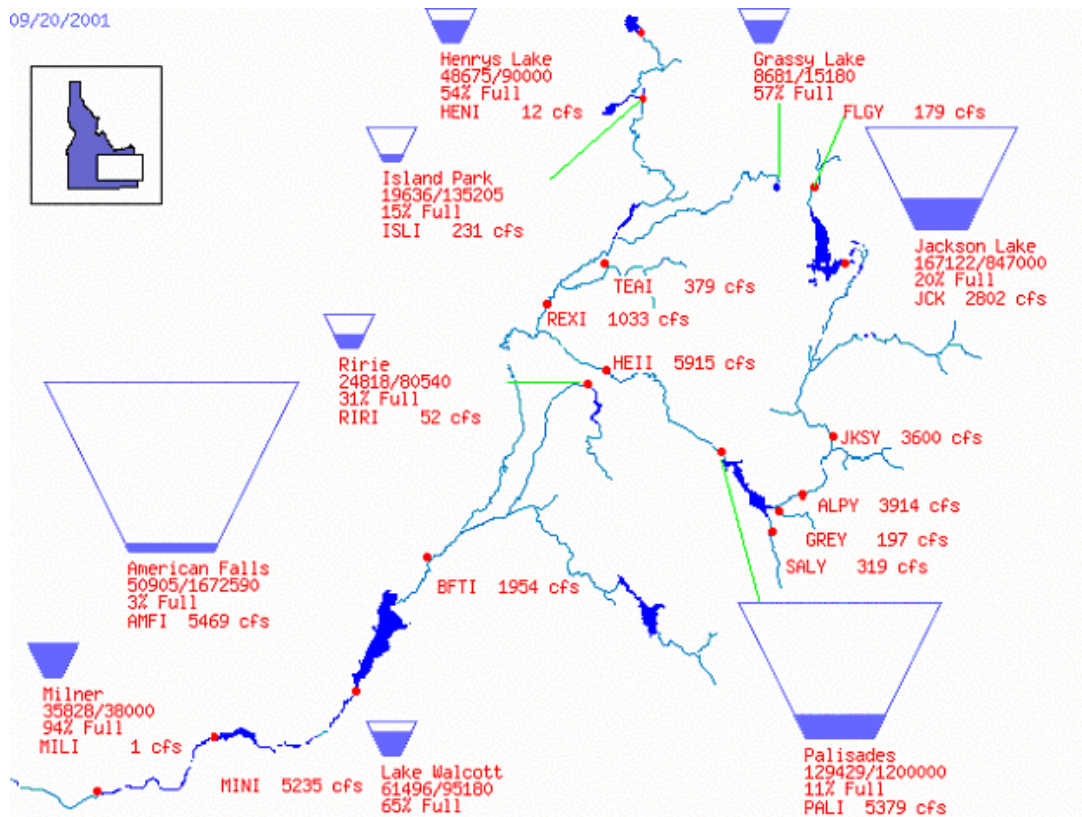 09/20/2001
Henrys Lake
48675/90000
54% Full
HENI 12 cfs
Grassy Lake
8681/15180
57% Full
FLGY 179 cfs
Island Park
19636/135205
15% Full
ISLI 231 cfs
Jackson Lake
167122/847000
20% Full
JCK 2802 cfs
TEAI 379 cfs
REXI 1033 cfs
Ririe
24818/80540
31% Full
RIRI 52 cfs
HEII 5915 cfs
JKSY 3600 cfs
ALPY 3914 cfs
GREY 197 cfs
SALY 319 cfs
American Falls
50905/1672590
3% Full
AMFI 5469 cfs
BFTI 1954 cfs
Milner
35828/38000
94% Full
MILI 1 cfs
MINI 5235 cfs
Lake Walcott
61496/95180
65% Full
Palisades
129429/1200000
11% Full
PALI 5379 cfs